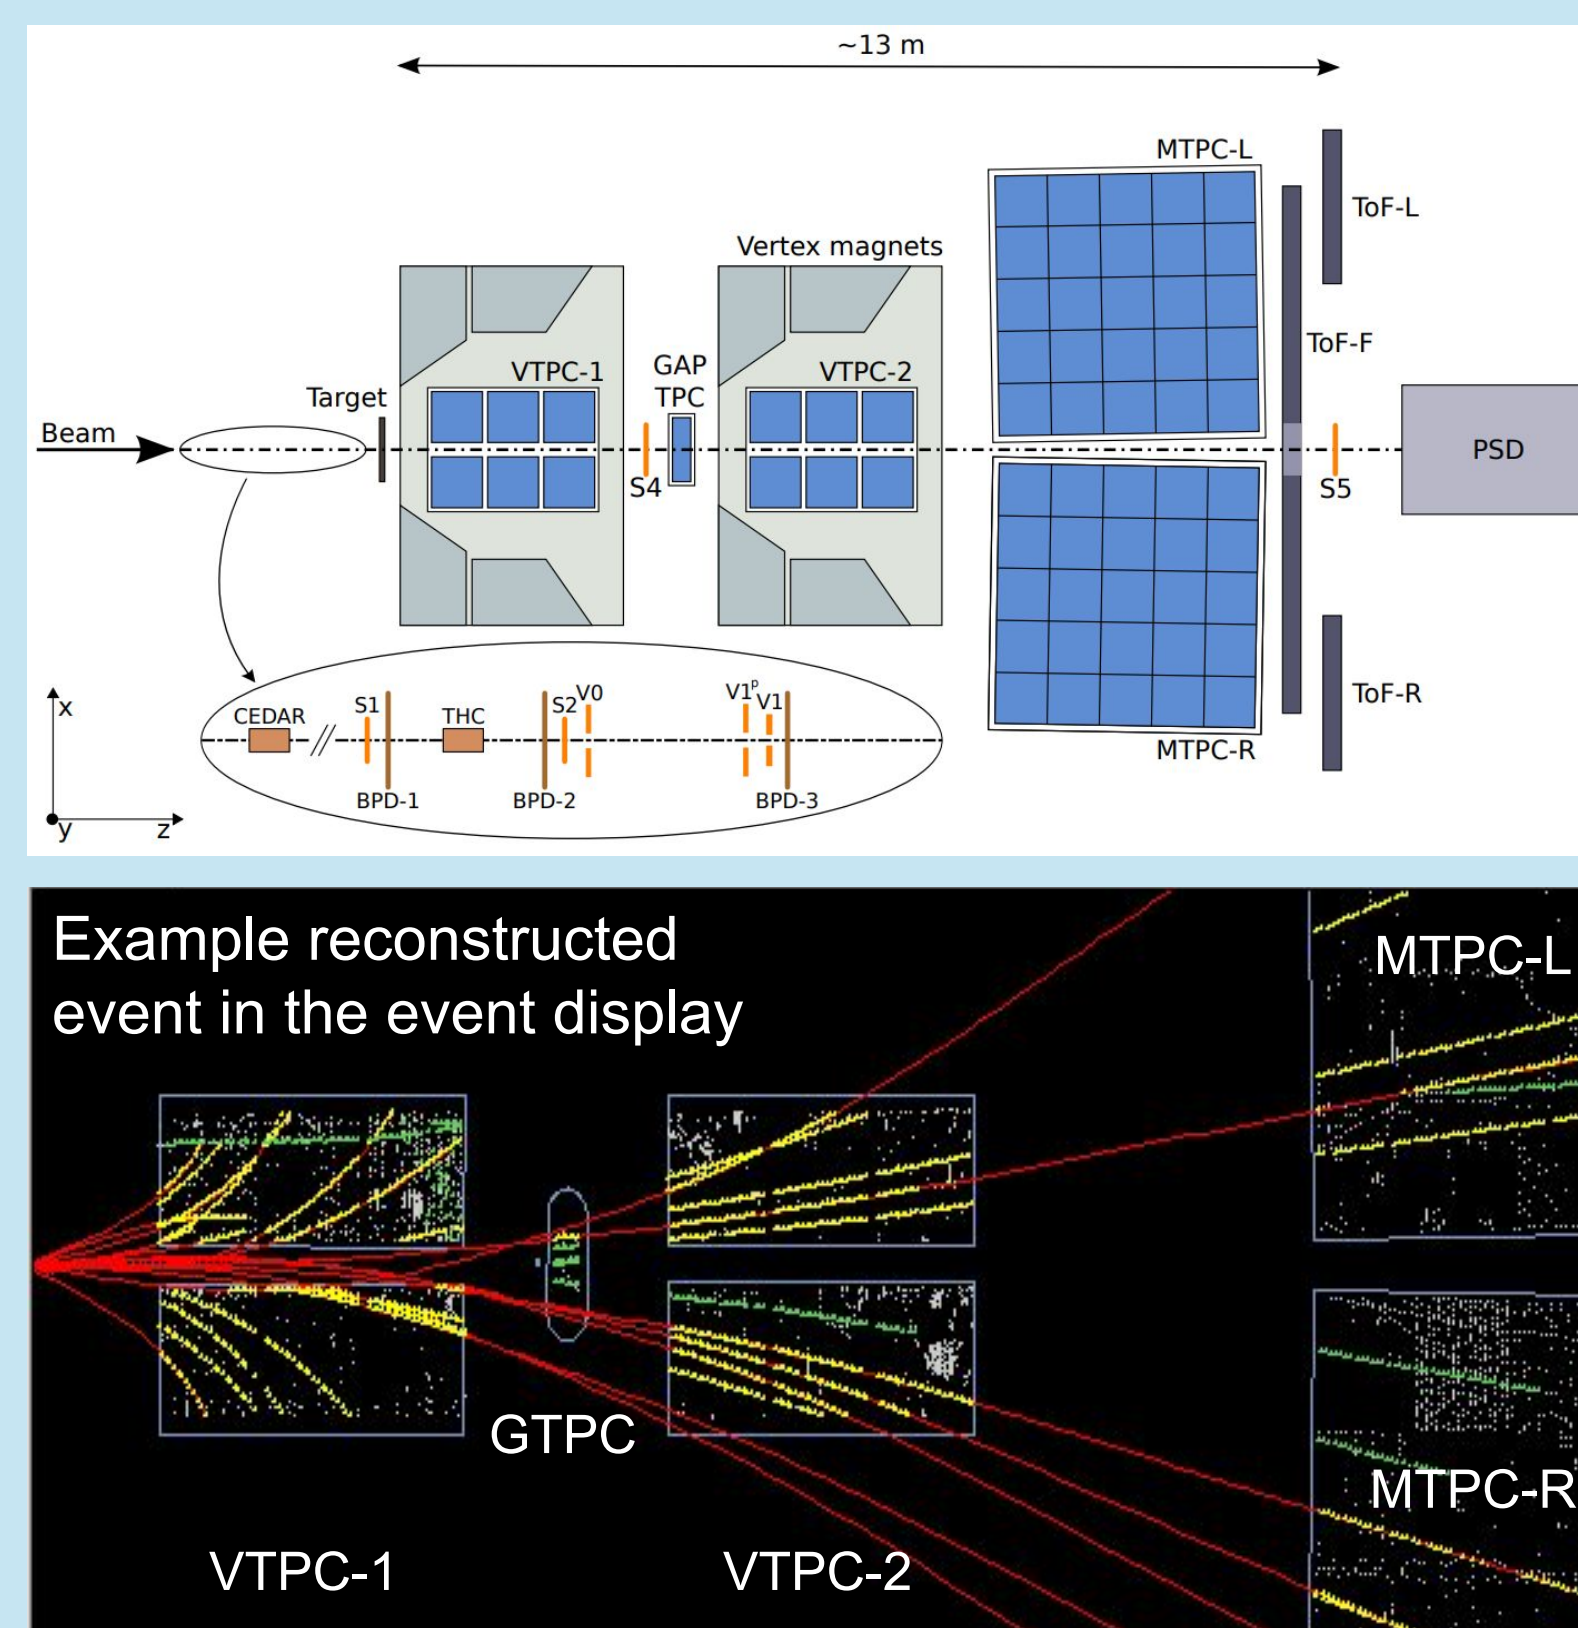 ~13 m
MTPC-L
ToF-L
Vertex magnets
ToF-F
VTPC-1
GAP
TPC
VTPC-2
Target
Beam
S4
S5
PSD
MTPC-R
ToF-R
x
y
z
CEDAR
S1
THC
S2
V0
V1p
V1
BPD-1
BPD-2
BPD-3
Example reconstructed
event in the event display
MTPC-L
GTPC
MTPC-R
VTPC-1
VTPC-2